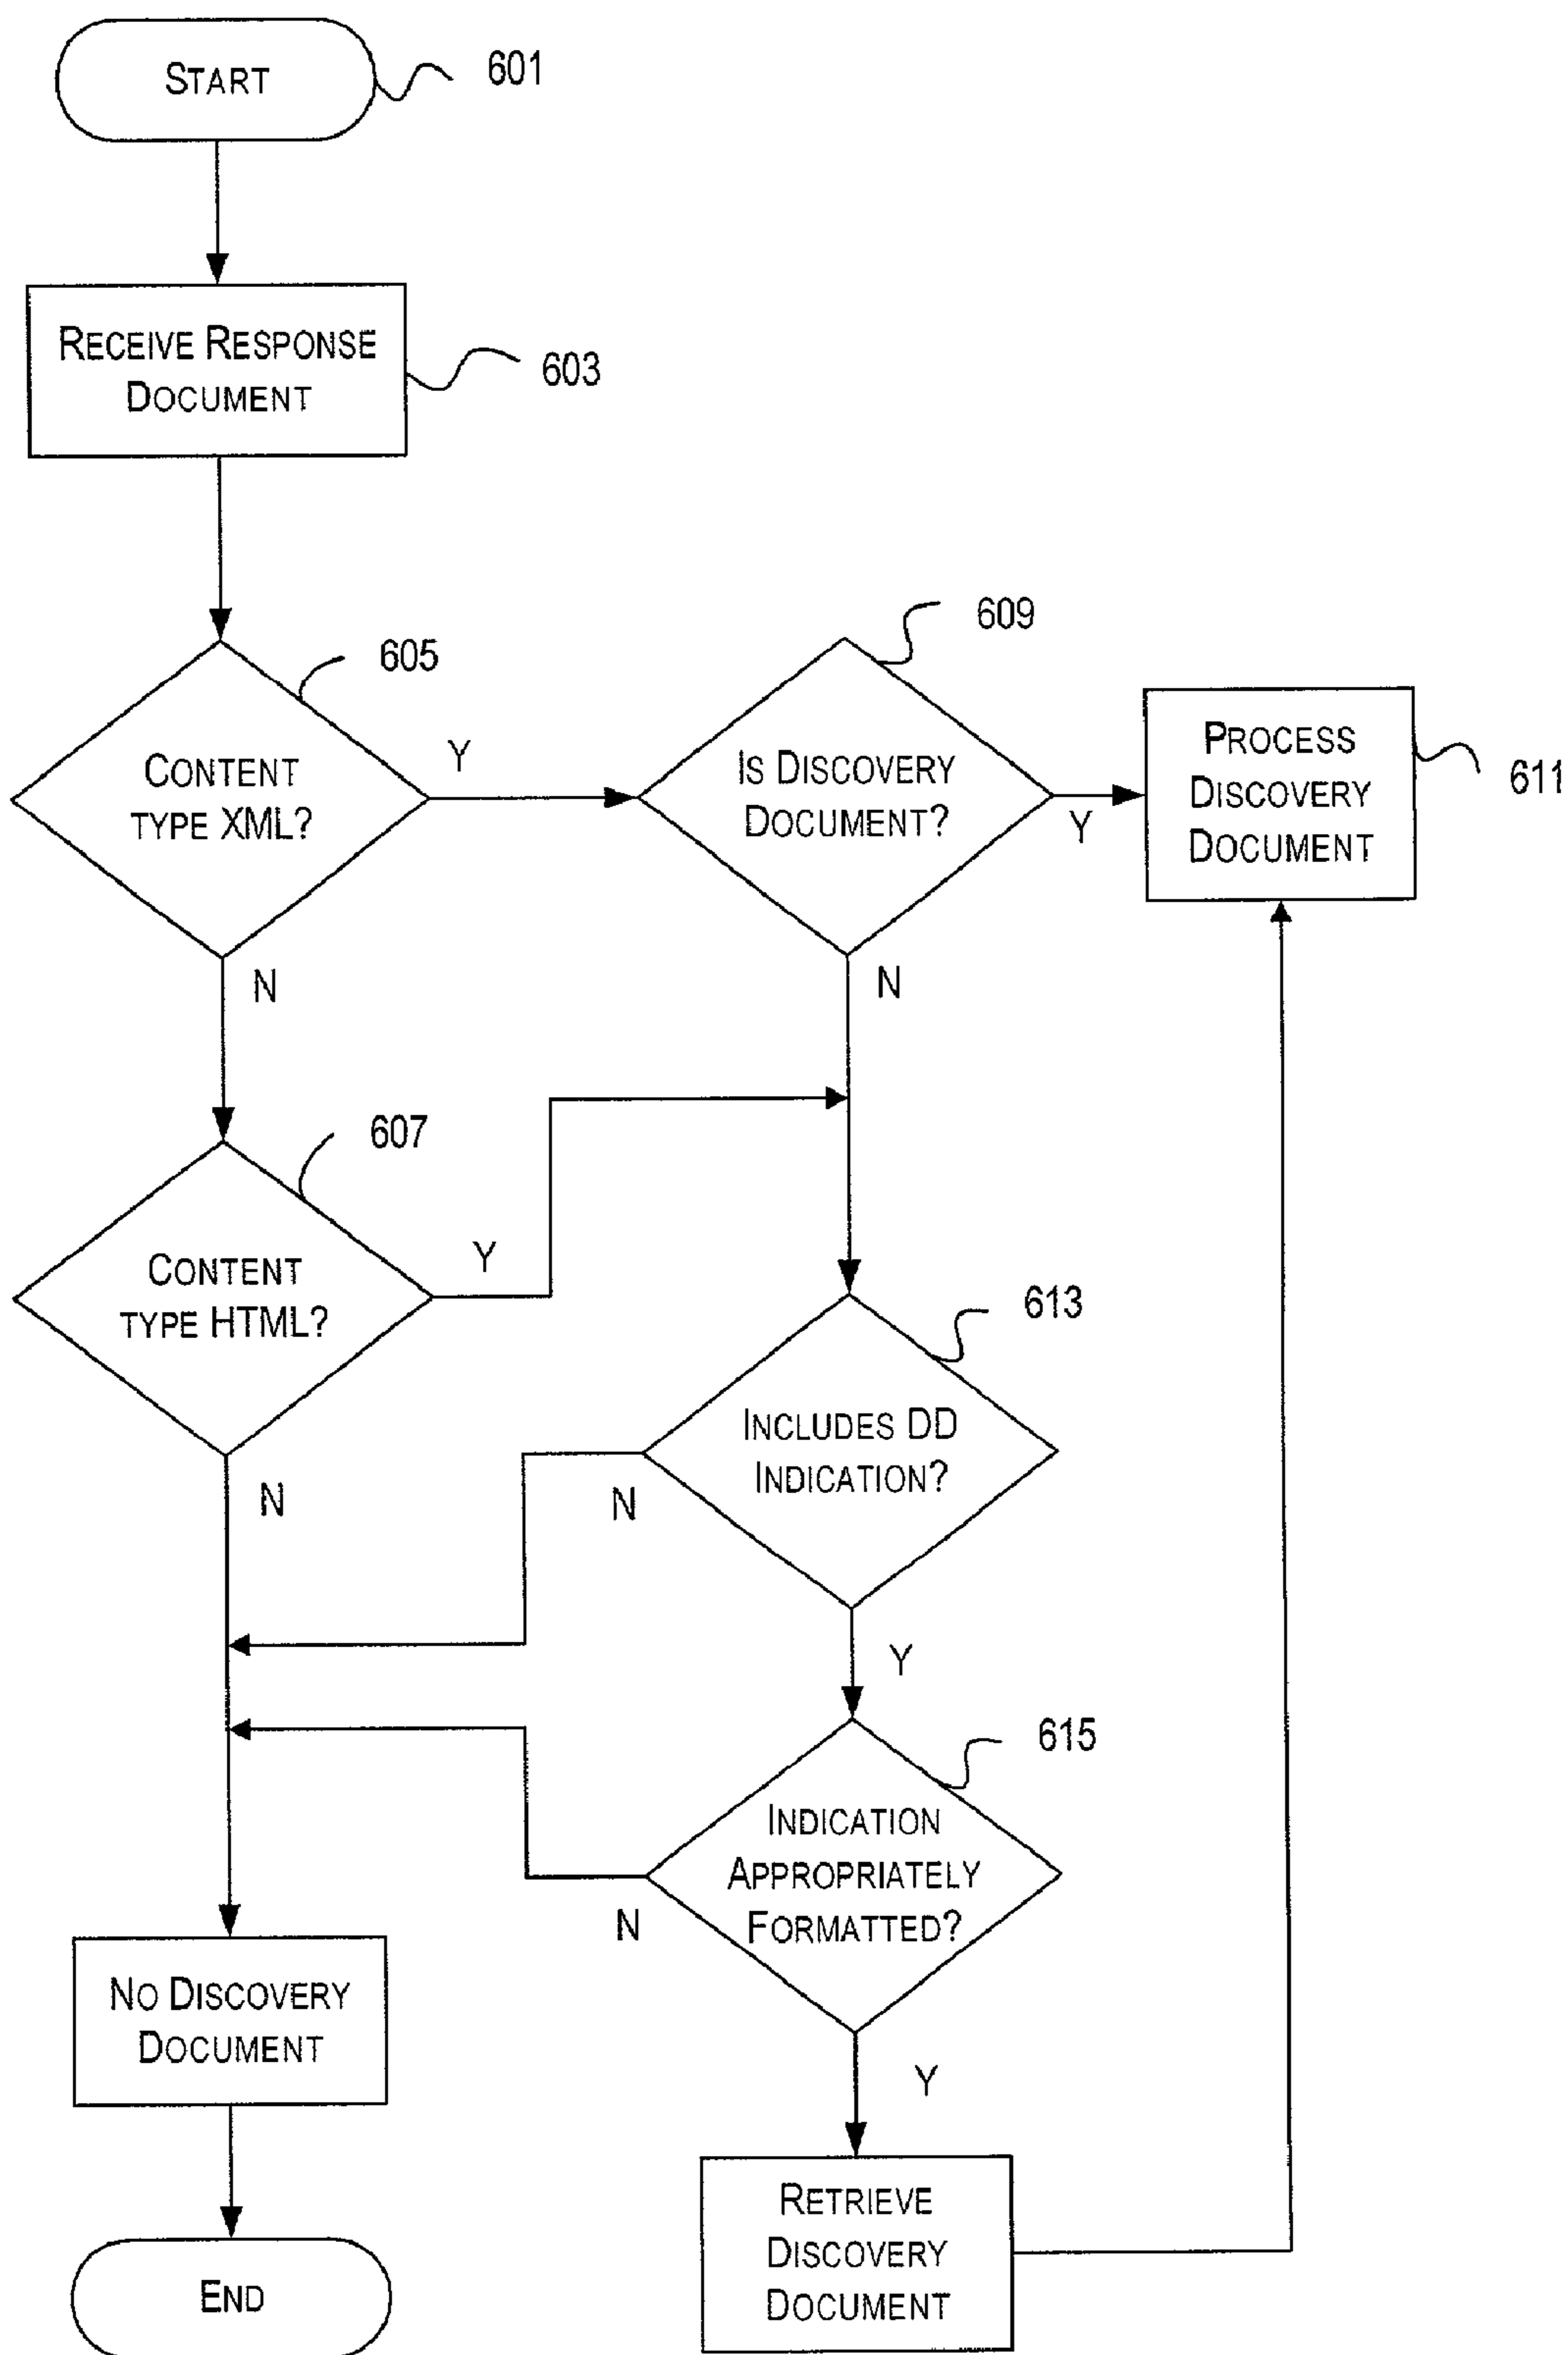 START
601
RECEIVE RESPONSE
DOCUMENT
603
605
CONTENT
TYPE XML?
Y
N
609
IS DISCOVERY
DOCUMENT?
Y
N
PROCESS
DISCOVERY
DOCUMENT
611
607
CONTENT
TYPE HTML?
Y
N
613
INCLUDES DD
INDICATION?
N
Y
615
INDICATION
APPROPRIATELY
FORMATTED?
N
Y
NO DISCOVERY
DOCUMENT
RETRIEVE
DISCOVERY
DOCUMENT
END